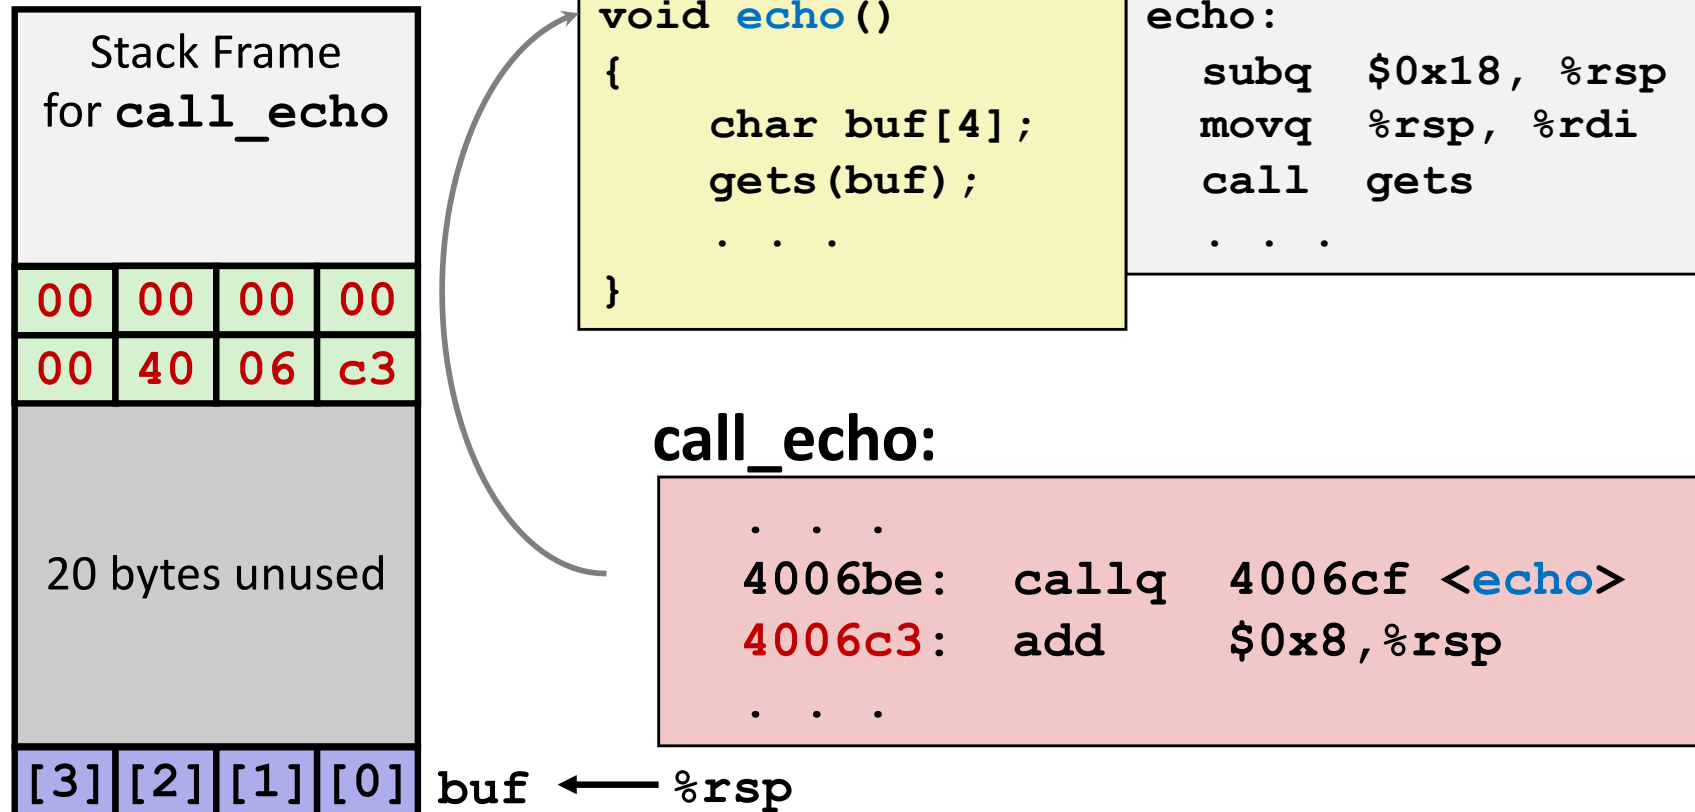 Stack Frame
for call_echo
00 00 00 00
00 40 06 c3
20 bytes unused
[3] [2] [1] [0] buf %rsp
void echo()
{
char buf[4];
gets(buf);
. . .
}
echo:
subq $0x18, %rsp
movq %rsp, %rdi
call gets
. . .
call_echo:
. . .
4006be: callq 4006cf <echo>
4006c3: add $0x8,%rsp
. . .